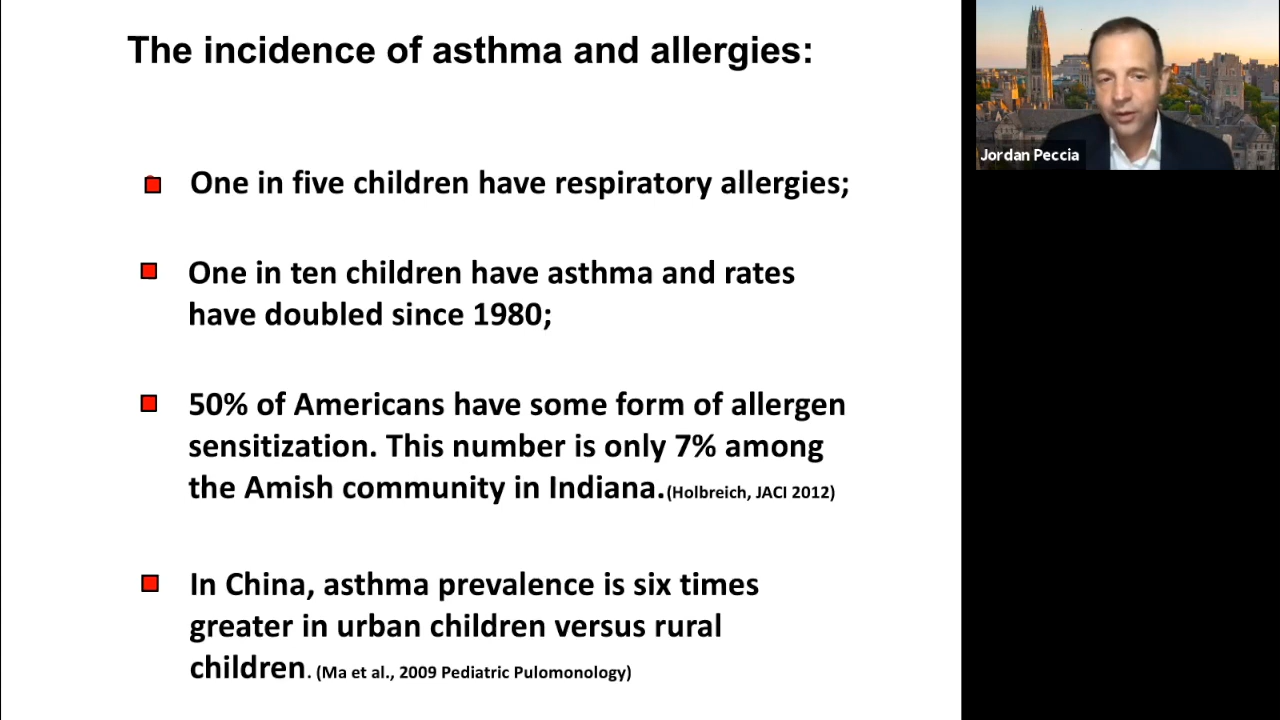 The incidence of asthma and allergies:
One in five children have respiratory allergies;
One in ten children have asthma and rates
have doubled since 1980;
50% of Americans have some form of allergen
sensitization. This number is only 7% among
the Amish community in Indiana.(Holbreich, JACI 2012)
In China, asthma prevalence is six times
greater in urban children versus rural
children. (Ma et al., 2009 Pediatric Pulomonology)
Jordan Peccia